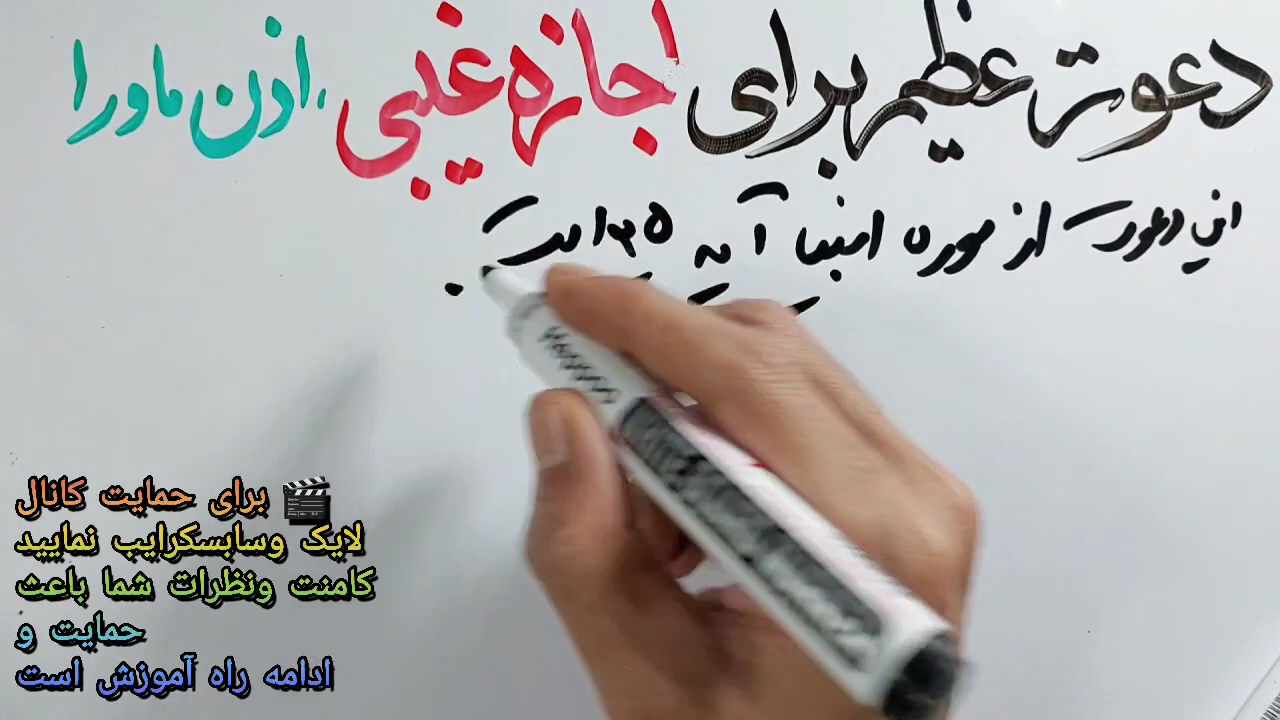 دعوت عظیم برای اجازه غیبی، اذن ماورا
این دعوت از سوره انبیا آیه ۲۵ است
برای حمایت کانال
لایک وسابسکرایب نمایید
کامنت ونظرات شما باعث
حمایت و
ادامه راه آموزش است